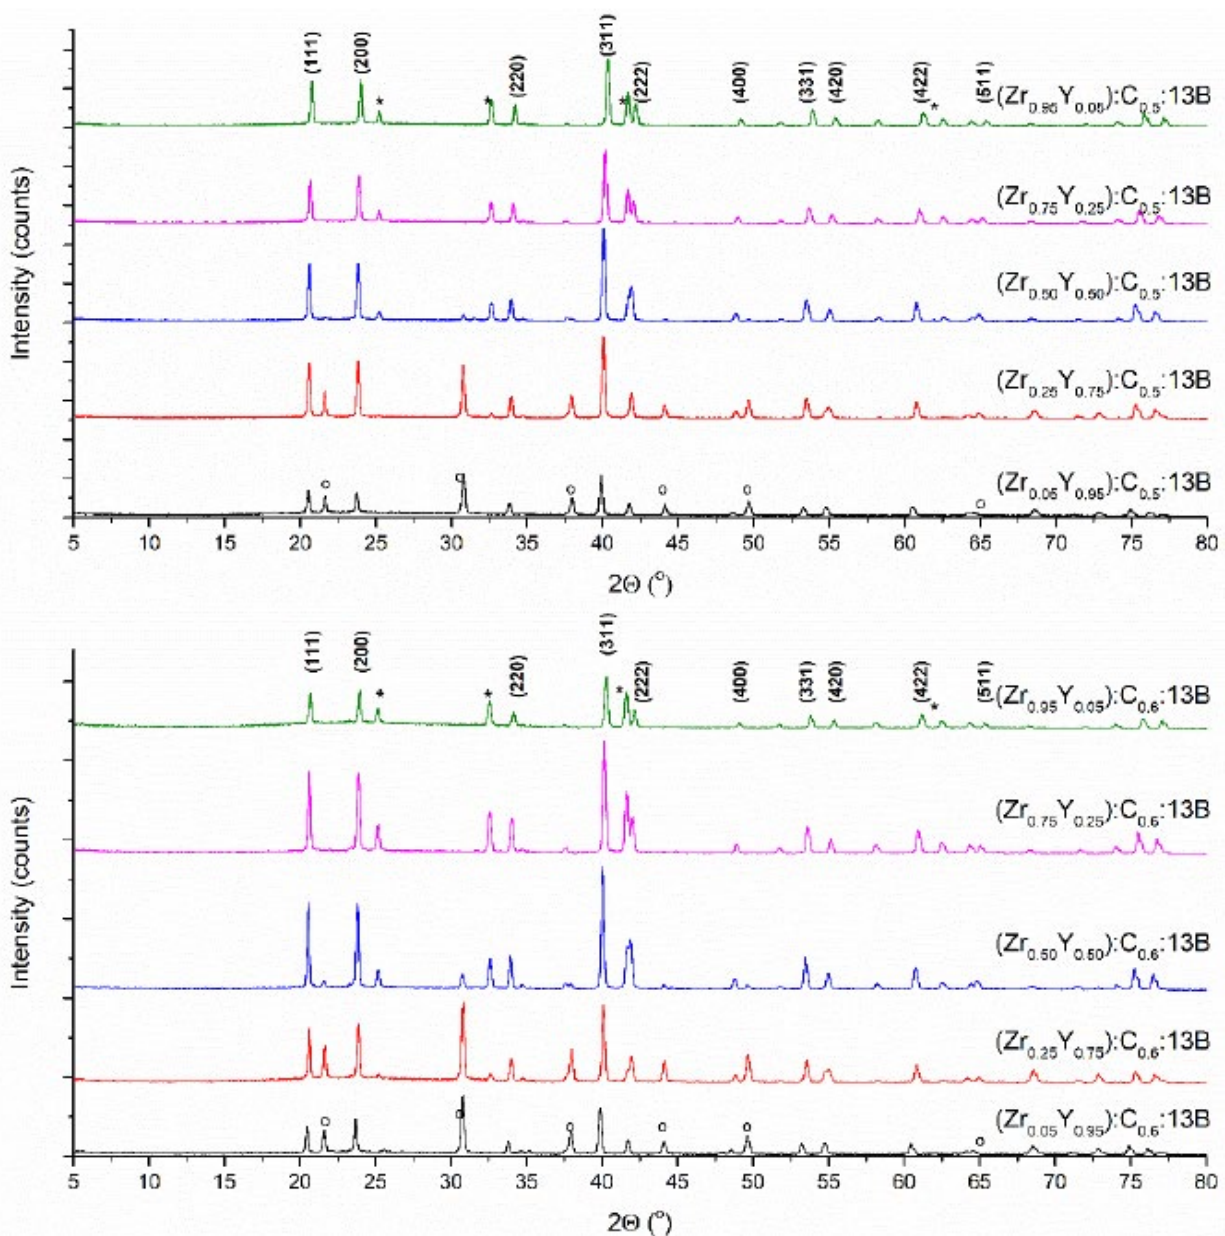 (111)
(200)
*
*
(220)
(311)
*
(222)
(400)
(331)
(420)
(422)
*
(511)
(Zr0.95Y0.05):C0.5:13B
(Zr0.75Y0.25):C0.5:13B
(Zr0.50Y0.50):C0.5:13B
(Zr0.25Y0.75):C0.5:13B
o o o o o o
(Zr0.05Y0.95):C0.5:13B
Intensity (counts)
5 10 15 20 25 30 35 40 45 50 55 60 65 70 75 80
2Θ (°)
(111)
(200)
*
*
(220)
(311)
*
(222)
(400)
(331)
(420)
(422)
*
(511)
(Zr0.95Y0.05):C0.6:13B
(Zr0.75Y0.25):C0.6:13B
(Zr0.50Y0.50):C0.6:13B
(Zr0.25Y0.75):C0.6:13B
o o o o o o
(Zr0.05Y0.95):C0.6:13B
Intensity (counts)
5 10 15 20 25 30 35 40 45 50 55 60 65 70 75 80
2Θ (°)